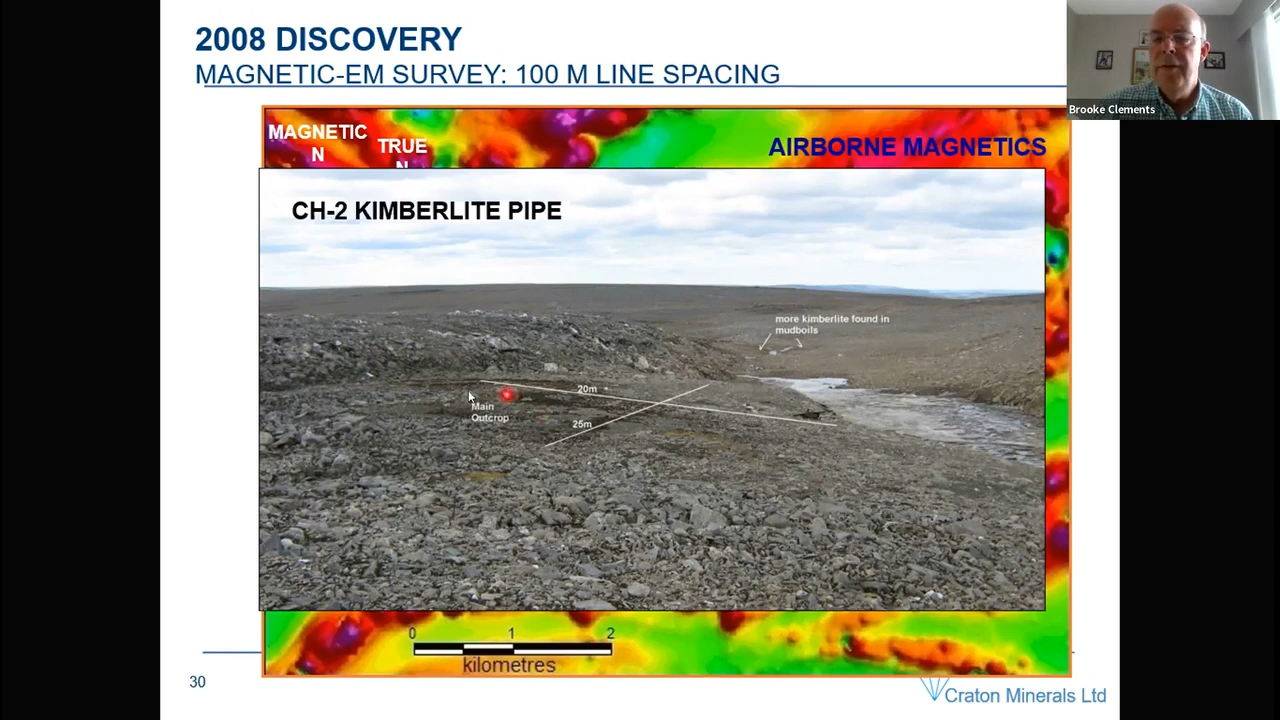 2008 DISCOVERY
MAGNETIC-EM SURVEY: 100 M LINE SPACING
Brooke Clements
MAGNETIC
N
TRUE
N
AIRBORNE MAGNETICS
CH-2 KIMBERLITE PIPE
more kimberlite found in
mudboils
20m
Main
Outcrop
25m
0 1 2
kilometres
30
Craton Minerals Ltd